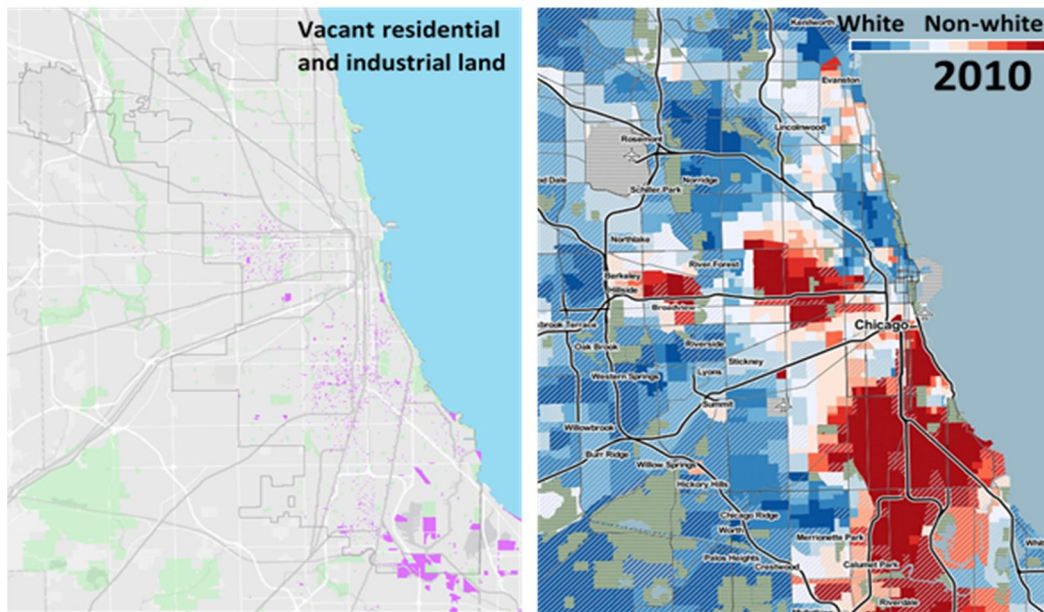 Vacant residential
and industrial land
White Non-white
2010
Kenilworth
Evanston
Lincolnwood
Rosemont
Norridge
Schiller Park
Northlake
River Forest
Berkeley
Hillside
Broadview
Chicago
Oak Brook
Riverside
Stickney
Western Springs
Lyons
Summit
Willowbrook
Burr Ridge
Willow Springs
Hickory Hills
Chicago Ridge
Worth
Merrionette Park
Palos Heights
Crestwood
Calumet Park
Riverdale